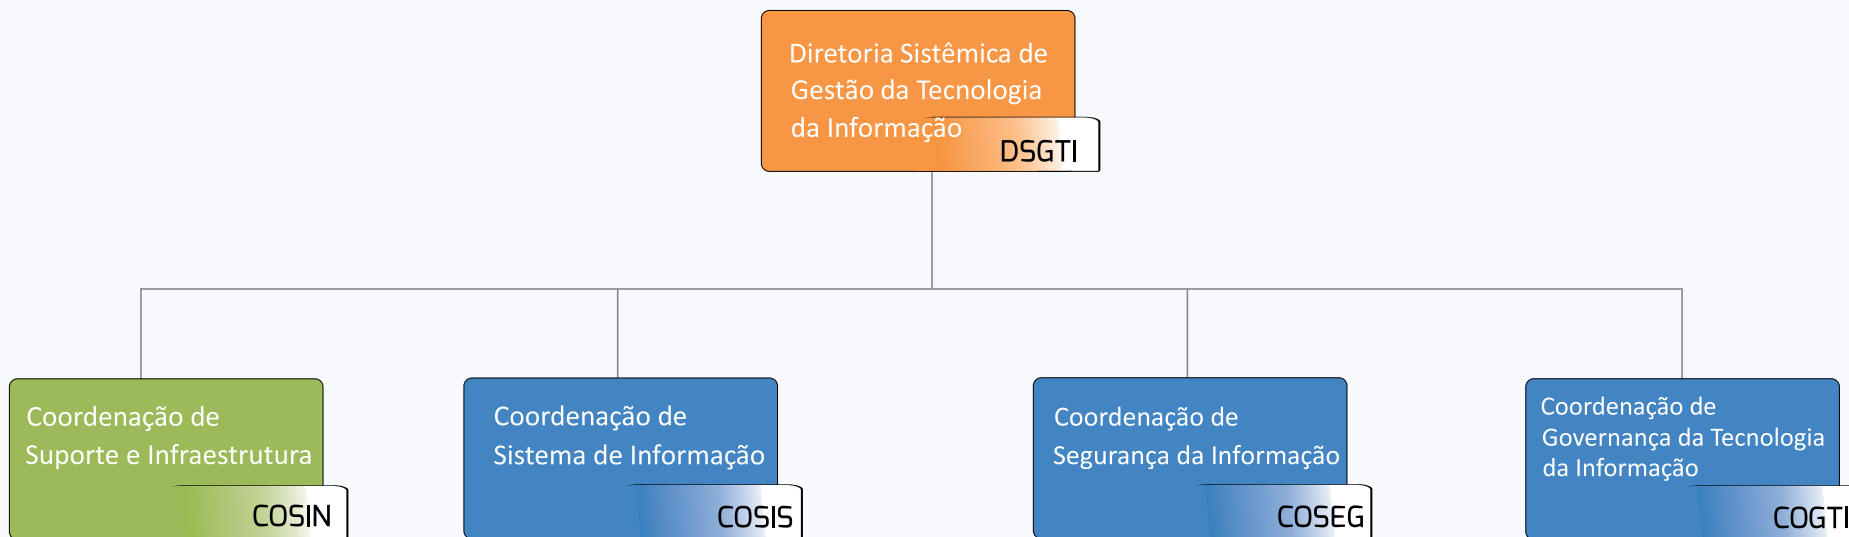 Diretoria Sistêmica de
Gestão da Tecnologia
da Informação
DSGTI
Coordenação de
Suporte e Infraestrutura
COSIN
Coordenação de
Sistema de Informação
COSIS
Coordenação de
Segurança da Informação
COSEG
Coordenação de
Governança da Tecnologia
da Informação
COGTI